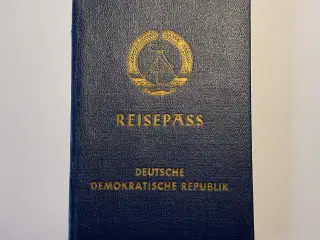 REISEPASS
DEUTSCHE
DEMOKRATISCHE REPUBLIK